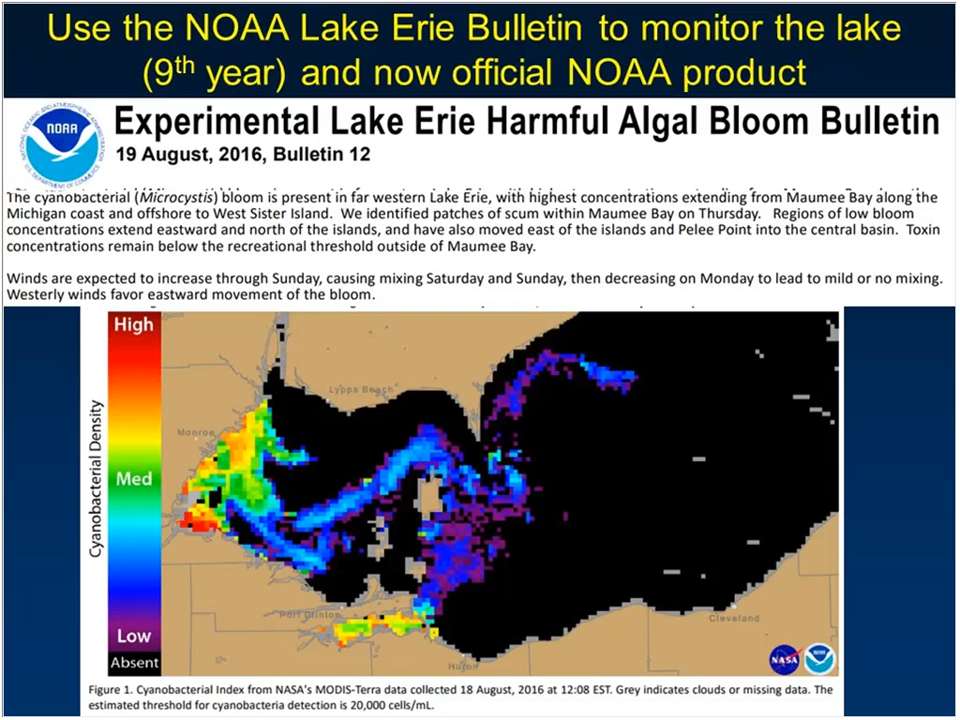 Use the NOAA Lake Erie Bulletin to monitor the lake
(9th year) and now official NOAA product
NOAA
Experimental Lake Erie Harmful Algal Bloom Bulletin
19 August, 2016, Bulletin 12
The cyanobacterial (Microcystis) bloom is present in far western Lake Erie, with highest concentrations extending from Maumee Bay along the
Michigan coast and offshore to West Sister Island. We identified patches of scum within Maumee Bay on Thursday. Regions of low bloom
concentrations extend eastward and north of the islands, and have also moved east of the islands and Pelee Point into the central basin. Toxin
concentrations remain below the recreational threshold outside of Maumee Bay.
Winds are expected to increase through Sunday, causing mixing Saturday and Sunday, then decreasing on Monday to lead to mild or no mixing.
Westerly winds favor eastward movement of the bloom.
High
Med
Low
Absent
Cyanobacterial Density
Lypps Beach
Monroe
Port Clinton
Huron
Cleveland
NASA
NOAA
Figure 1. Cyanobacterial Index from NASA's MODIS-Terra data collected 18 August, 2016 at 12:08 EST. Grey indicates clouds or missing data. The
estimated threshold for cyanobacteria detection is 20,000 cells/mL.